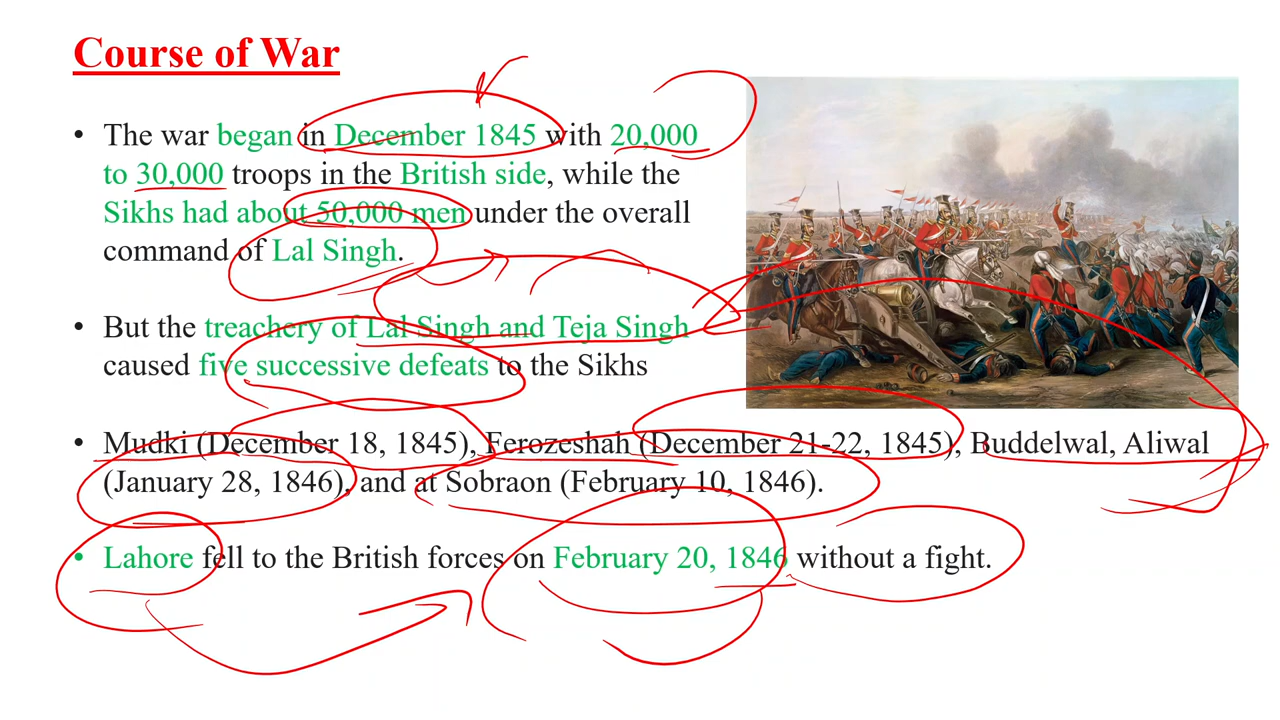 Course of War
• The war began in December 1845 with 20,000
to 30,000 troops in the British side, while the
Sikhs had about 50,000 men under the overall
command of Lal Singh.
• But the treachery of Lal Singh and Teja Singh
caused five successive defeats to the Sikhs
• Mudki (December 18, 1845), Ferozeshah (December 21-22, 1845), Buddelwal, Aliwal
(January 28, 1846), and at Sobraon (February 10, 1846).
• Lahore fell to the British forces on February 20, 1846 without a fight.